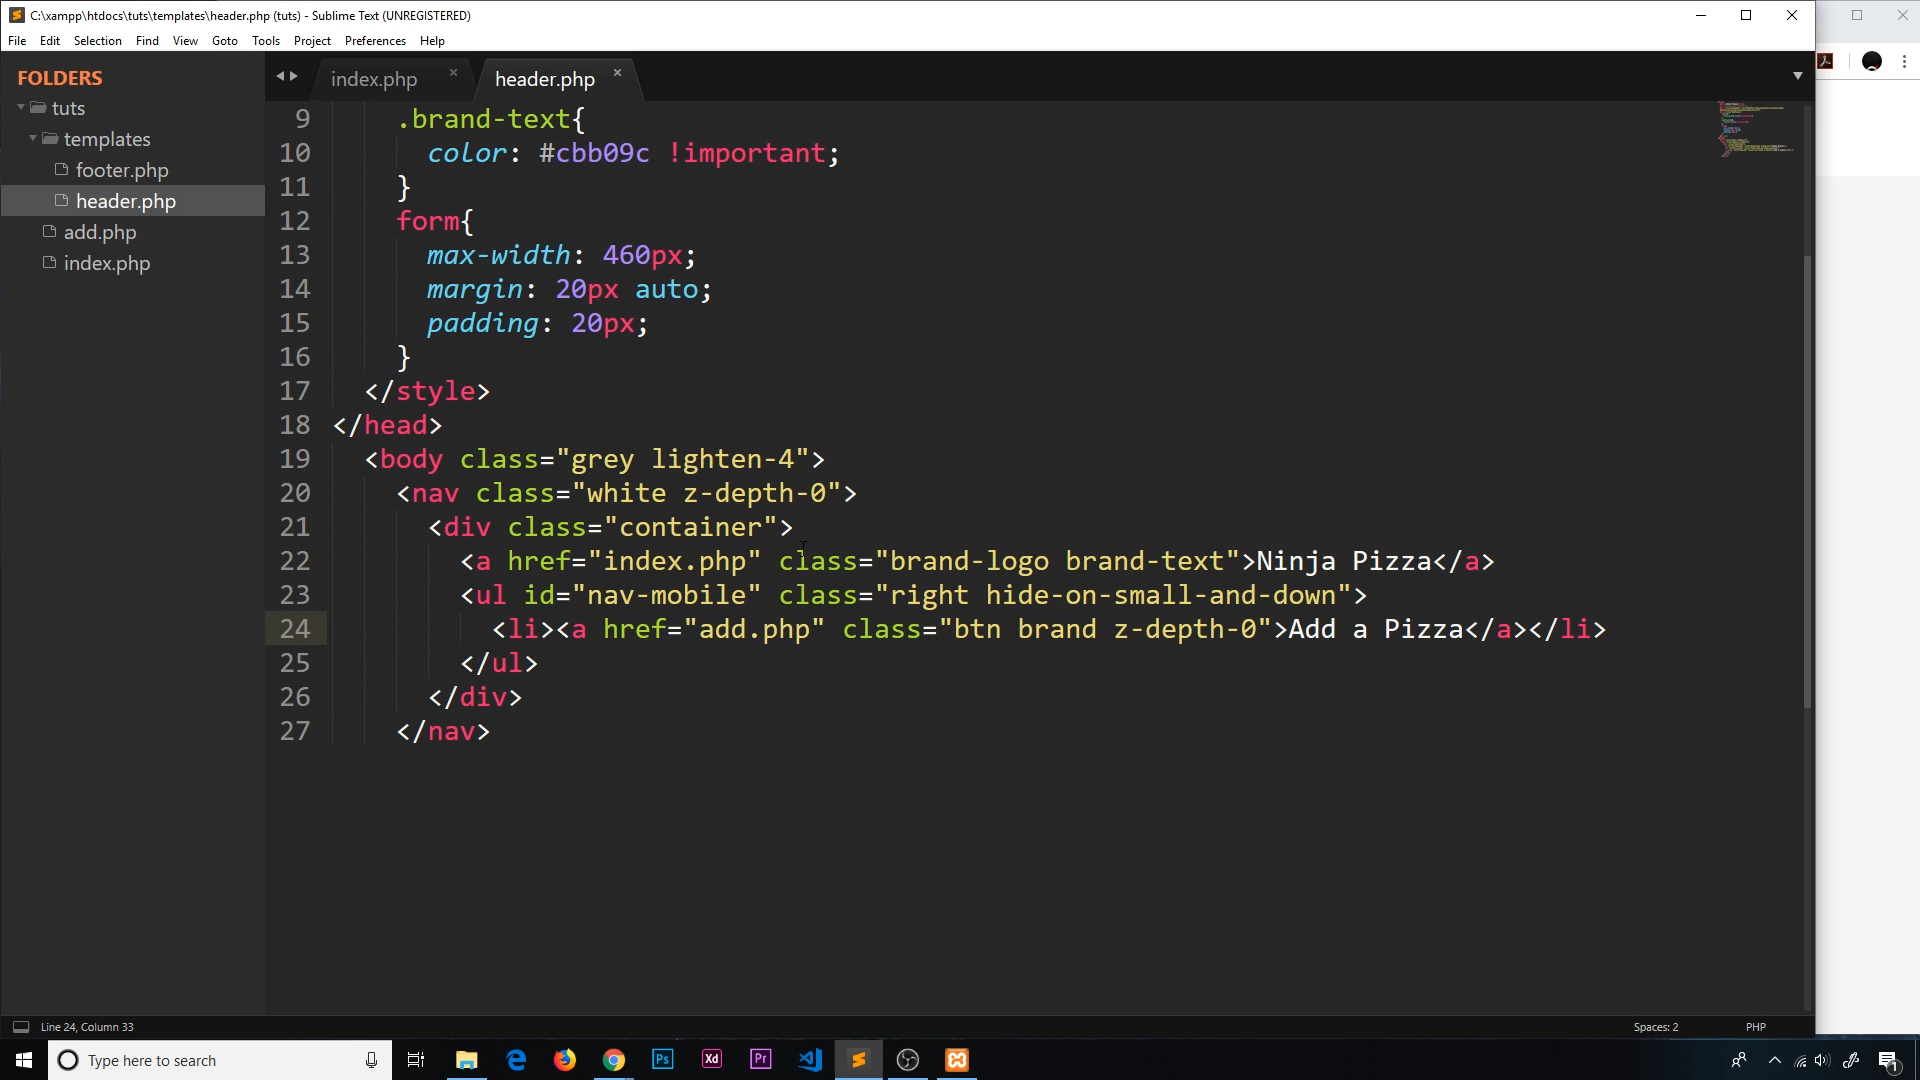 C:\xampp\htdocs\tuts\templates\header.php (tuts) - Sublime Text (UNREGISTERED)
File Edit Selection Find View Goto Tools Project Preferences Help
FOLDERS
tuts
templates
footer.php
header.php
add.php
index.php
index.php × header.php ×
9 .brand-text{
10 color: #cbb09c !important;
11 }
12 form{
13 max-width: 460px;
14 margin: 20px auto;
15 padding: 20px;
16 }
17 </style>
18 </head>
19 <body class="grey lighten-4">
20 <nav class="white z-depth-0">
21 <div class="container">
22 <a href="index.php" class="brand-logo brand-text">Ninja Pizza</a>
23 <ul id="nav-mobile" class="right hide-on-small-and-down">
24 <li><a href="add.php" class="btn brand z-depth-0">Add a Pizza</a></li>
25 </ul>
26 </div>
27 </nav>
Line 24, Column 33 Spaces: 2 PHP
Type here to search Ps Xd Pr 1